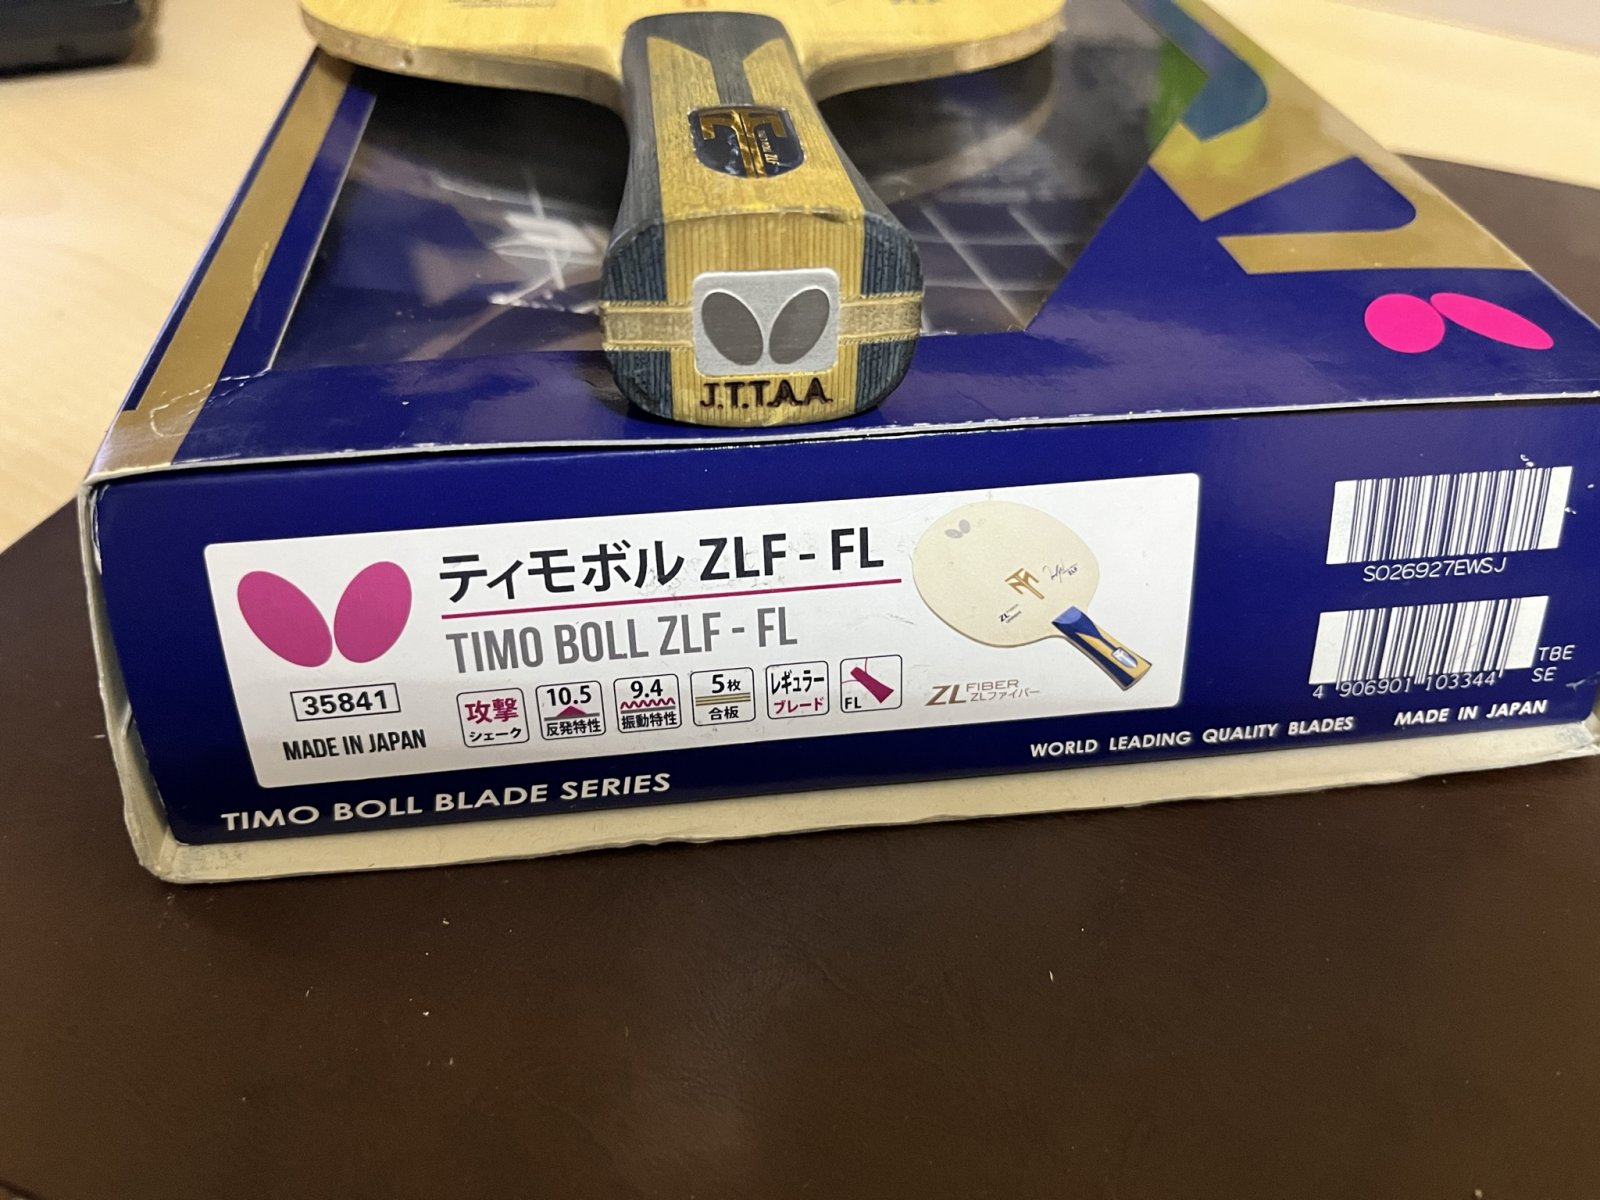 J.T.T.A.A.
ティモボル ZLF - FL
TIMO BOLL ZLF - FL
35841
MADE IN JAPAN
攻撃
シェーク
10.5
反発特性
9.4
振動特性
5枚
合板
レギュラー
ブレード
FL
ZL FIBER
ZLファイバー
SO26927EWSJ
4 906901 103344
TBE
SE
TIMO BOLL BLADE SERIES
WORLD LEADING QUALITY BLADES
MADE IN JAPAN